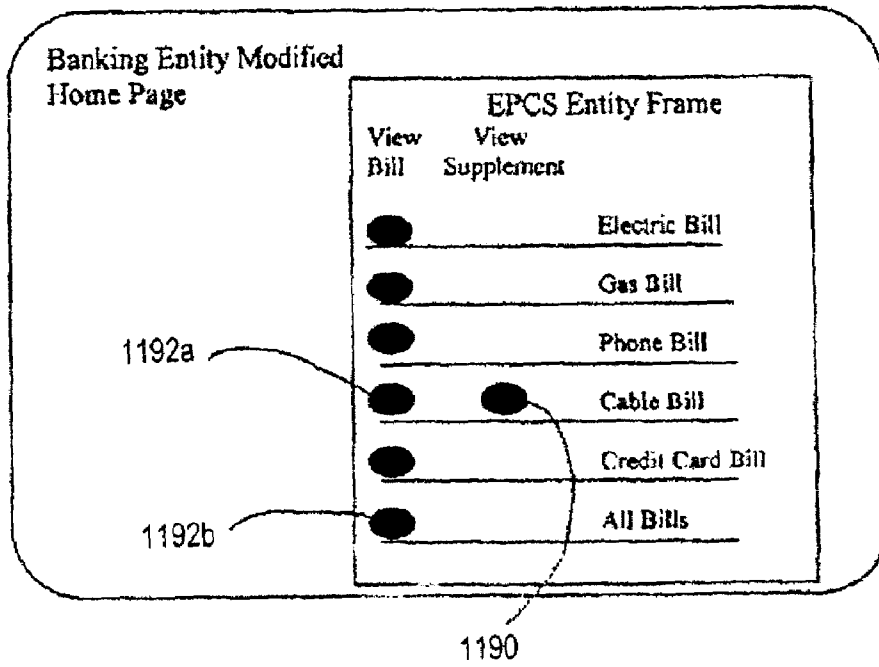 Banking Entity Modified
Home Page
EPCS Entity Frame
View View
Bill Supplement
Electric Bill
Gas Bill
Phone Bill
1192a
Cable Bill
Credit Card Bill
1192b
All Bills
1190